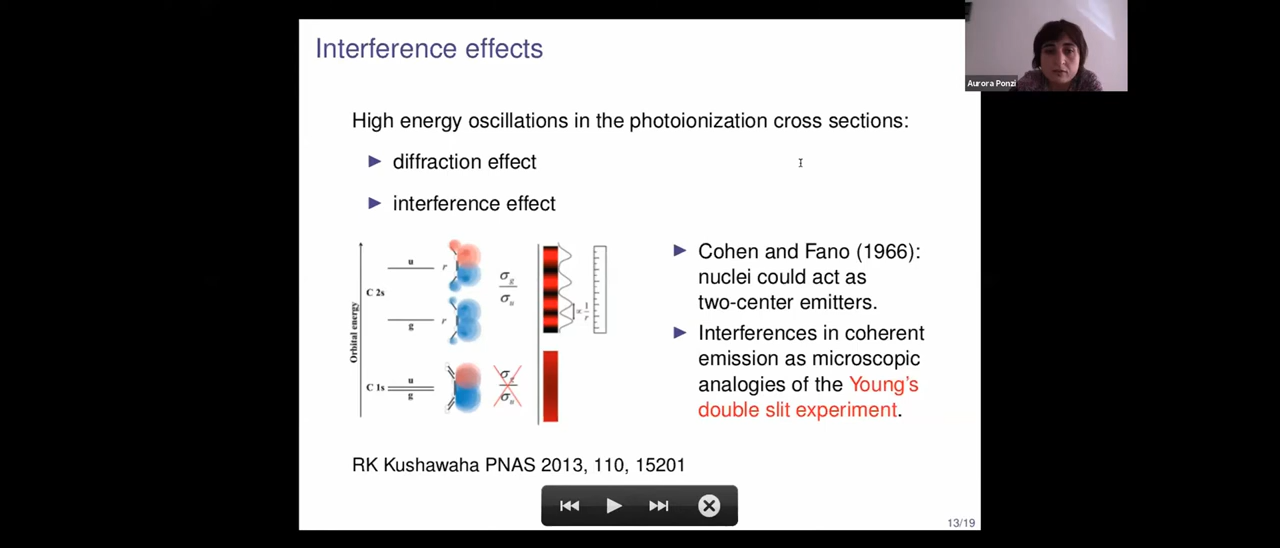 Interference effects
Aurora Ponzi
High energy oscillations in the photoionization cross sections:
▶ diffraction effect
▶ interference effect
Orbital energy
C 2s
u
g
r
r
σg
σu
∝ 1
r
C 1s
u
g
σg
σu
▶ Cohen and Fano (1966):
nuclei could act as
two-center emitters.
▶ Interferences in coherent
emission as microscopic
analogies of the Young's
double slit experiment.
RK Kushawaha PNAS 2013, 110, 15201
13/19